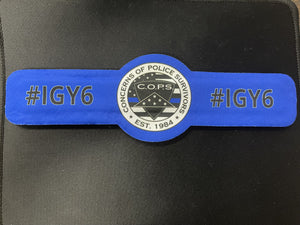 #IGY6
CONCERNS OF POLICE SURVIVORS
C.O.P.S
EST. 1984
#IGY6